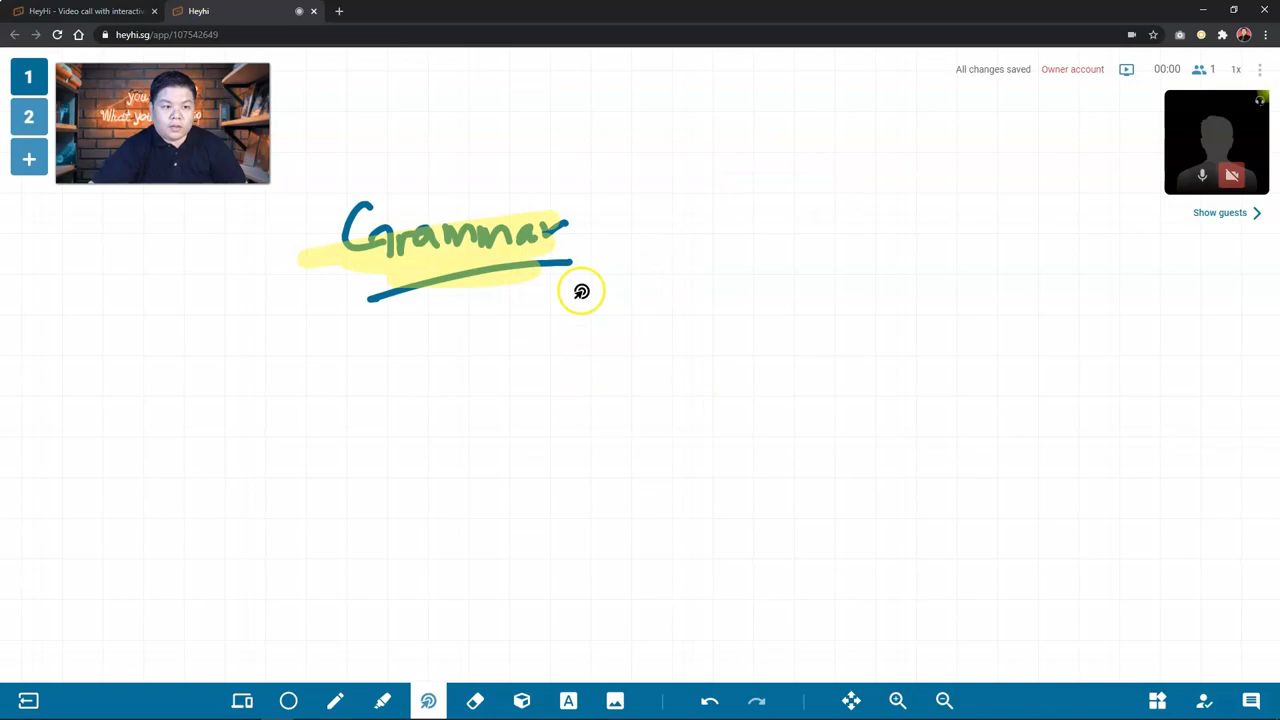 HeyHi - Video call with interactiv
Heyhi
heyhi.sg/app/107542649
1
2
All changes saved
Owner account
00:00
1
1x
Show guests
Grammar
A